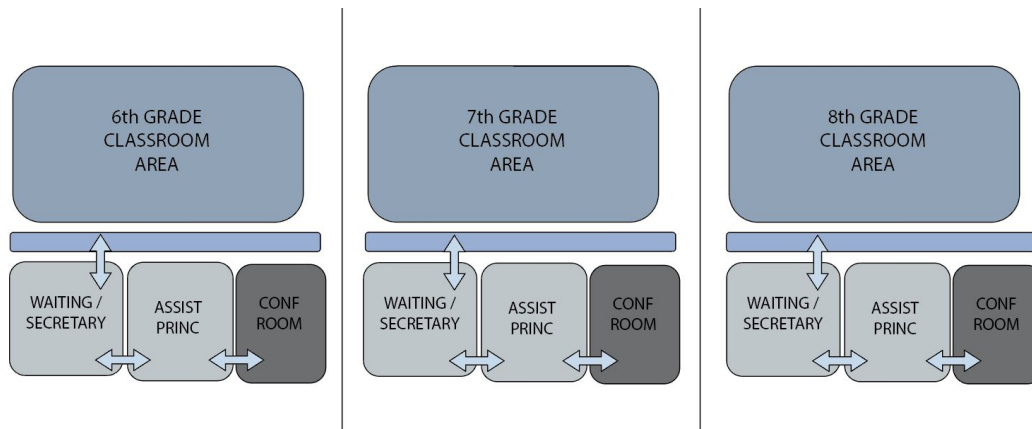 6th GRADE
CLASSROOM
AREA
WAITING /
SECRETARY
ASSIST
PRINC
CONF
ROOM
7th GRADE
CLASSROOM
AREA
WAITING /
SECRETARY
ASSIST
PRINC
CONF
ROOM
8th GRADE
CLASSROOM
AREA
WAITING /
SECRETARY
ASSIST
PRINC
CONF
ROOM